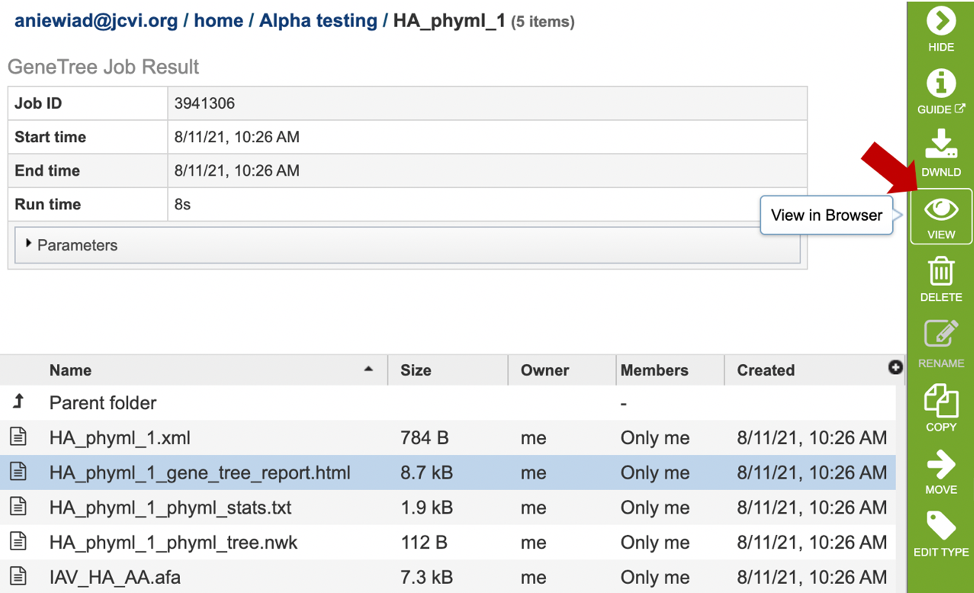 aniewiad@jcvi.org / home / Alpha testing / HA_phyml_1 (5 items)
GeneTree Job Result
Job ID 3941306
Start time 8/11/21, 10:26 AM
End time 8/11/21, 10:26 AM
Run time 8s
Parameters
Name Size Owner Members Created
Parent folder -
HA_phyml_1.xml 784 B me Only me 8/11/21, 10:26 AM
HA_phyml_1_gene_tree_report.html 8.7 kB me Only me 8/11/21, 10:26 AM
HA_phyml_1_phyml_stats.txt 1.9 kB me Only me 8/11/21, 10:26 AM
HA_phyml_1_phyml_tree.nwk 112 B me Only me 8/11/21, 10:26 AM
IAV_HA_AA.afa 7.3 kB me Only me 8/11/21, 10:26 AM
HIDE
GUIDE
DWNLD
View in Browser
VIEW
DELETE
RENAME
COPY
MOVE
EDIT TYPE